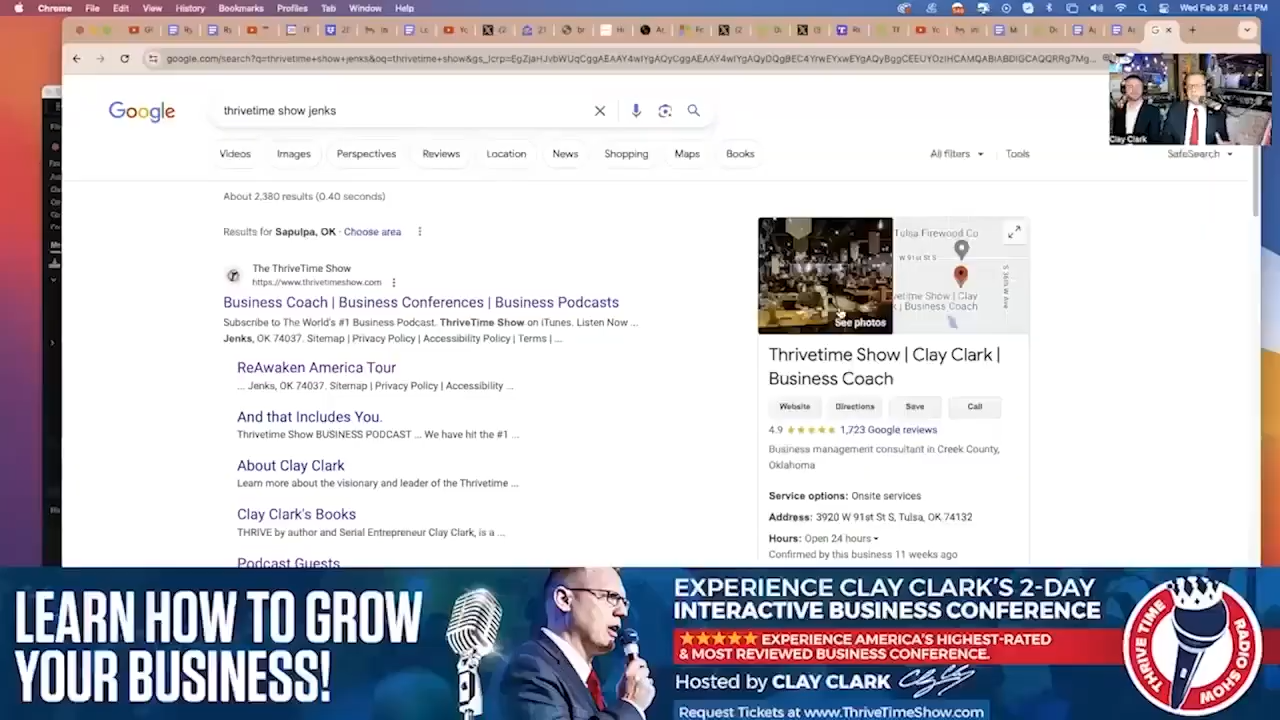 Chrome File Edit View History Bookmarks Profiles Tab Window Help
Wed Feb 28 4:14 PM
Google
thrivetime show jenks
Clay Clark
Videos Images Perspectives Reviews Location News Shopping Maps Books
All filters Tools SafeSearch
About 2,380 results (0.40 seconds)
Results for Sapulpa, OK · Choose area
The ThriveTime Show
https://www.thrivetimeshow.com
Business Coach | Business Conferences | Business Podcasts
Subscribe to The World's #1 Business Podcast. ThriveTime Show on iTunes. Listen Now ...
Jenks, OK 74037. Sitemap | Privacy Policy | Accessibility Policy | Terms | ...
ReAwaken America Tour
... Jenks, OK 74037. Sitemap | Privacy Policy | Accessibility ...
And that Includes You.
Thrivetime Show BUSINESS PODCAST ... We have hit the #1 ...
About Clay Clark
Learn more about the visionary and leader of the Thrivetime ...
Clay Clark's Books
THRIVE by author and Serial Entrepreneur Clay Clark, is a ...
Podcast Guests
See photos
Tulsa Firewood Co
W 91st St S
S 36th W Ave
Show | Clay
| Business Coach
Thrivetime Show | Clay Clark |
Business Coach
Website Directions Save Call
4.9 ★★★★★ 1,723 Google reviews
Business management consultant in Creek County,
Oklahoma
Service options: Onsite services
Address: 3920 W 91st St S, Tulsa, OK 74132
Hours: Open 24 hours
Confirmed by this business 11 weeks ago
LEARN HOW TO GROW
YOUR BUSINESS!
EXPERIENCE CLAY CLARK'S 2-DAY
INTERACTIVE BUSINESS CONFERENCE
★★★★★ EXPERIENCE AMERICA'S HIGHEST-RATED
& MOST REVIEWED BUSINESS CONFERENCE.
Hosted by CLAY CLARK
Request Tickets at www.ThriveTimeShow.com
THRIVE TIME
RADIO SHOW